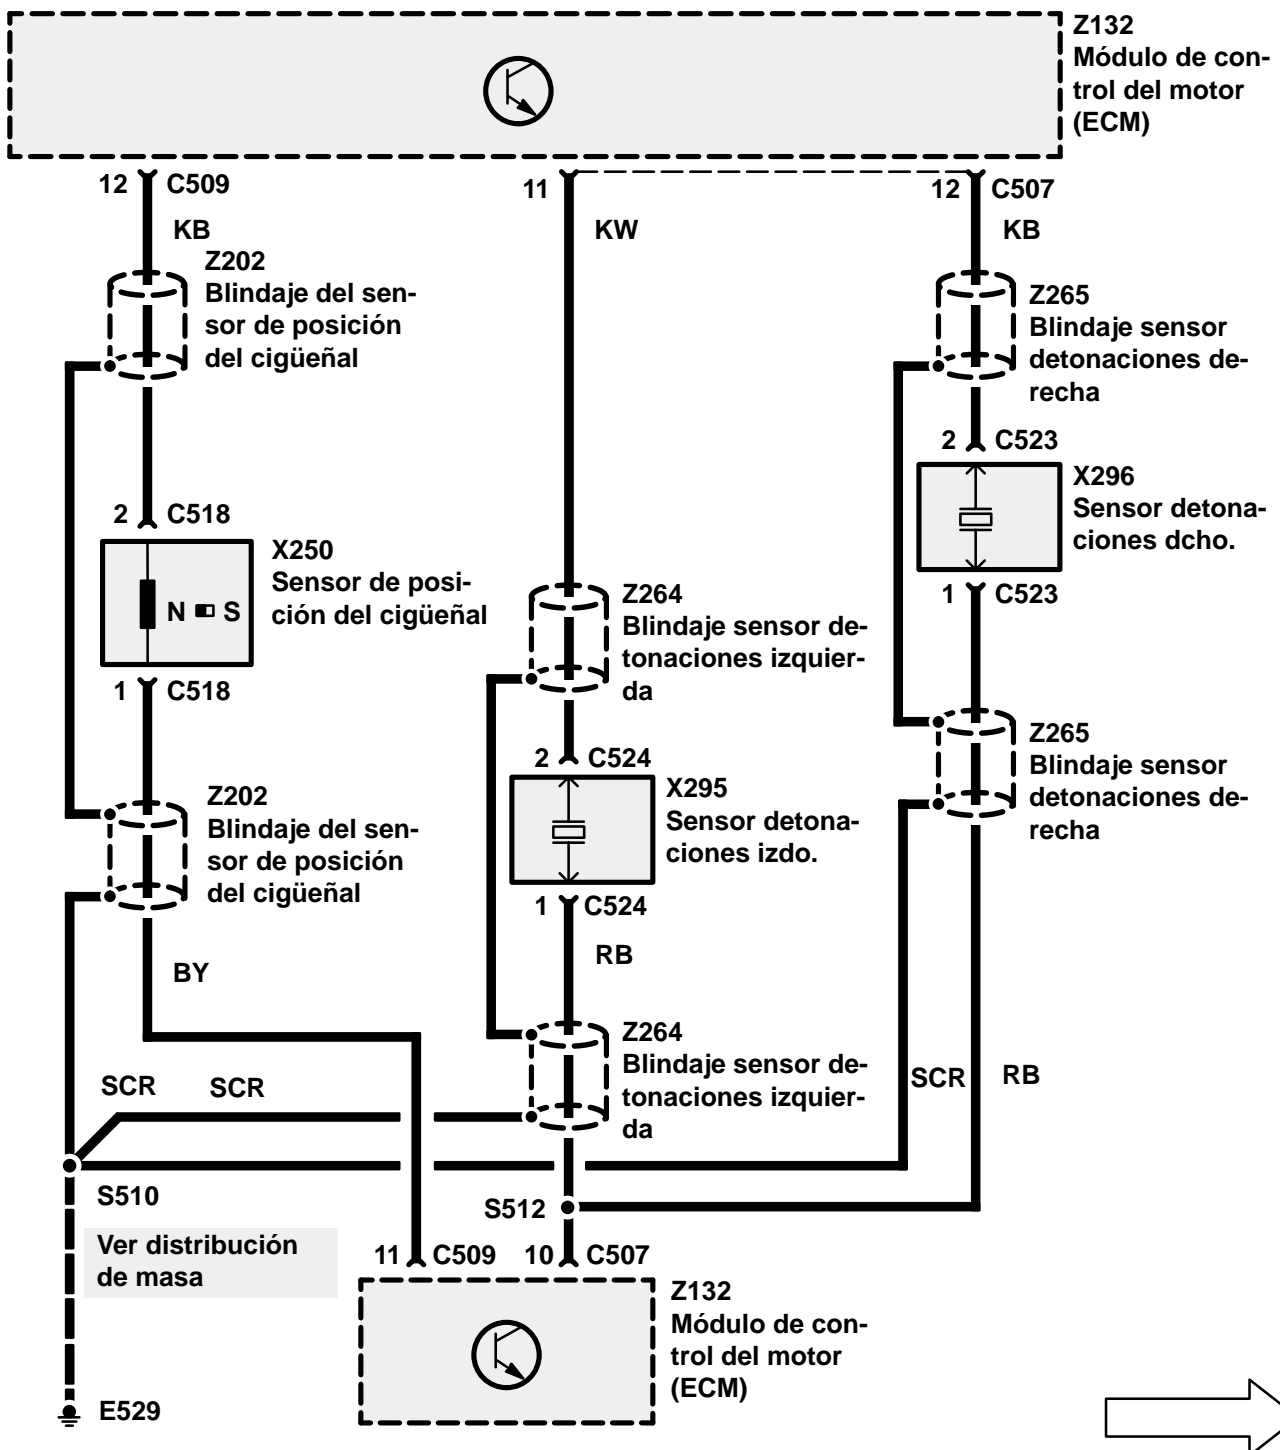 Z132
Módulo de con-
trol del motor
(ECM)
12 C509
11
12 C507
KB
KW
KB
Z202
Blindaje del sen-
sor de posición
del cigüeñal
Z265
Blindaje sensor
detonaciones de-
recha
2 C523
X296
Sensor detona-
ciones dcho.
1 C523
2 C518
X250
Sensor de posi-
ción del cigüeñal
N S
1 C518
Z264
Blindaje sensor de-
tonaciones izquier-
da
2 C524
X295
Sensor detona-
ciones izdo.
1 C524
RB
Z265
Blindaje sensor
detonaciones de-
recha
Z202
Blindaje del sen-
sor de posición
del cigüeñal
BY
Z264
Blindaje sensor de-
tonaciones izquier-
da
SCR
SCR
SCR
RB
S510
S512
Ver distribución
de masa
11 C509
10 C507
Z132
Módulo de con-
trol del motor
(ECM)
E529